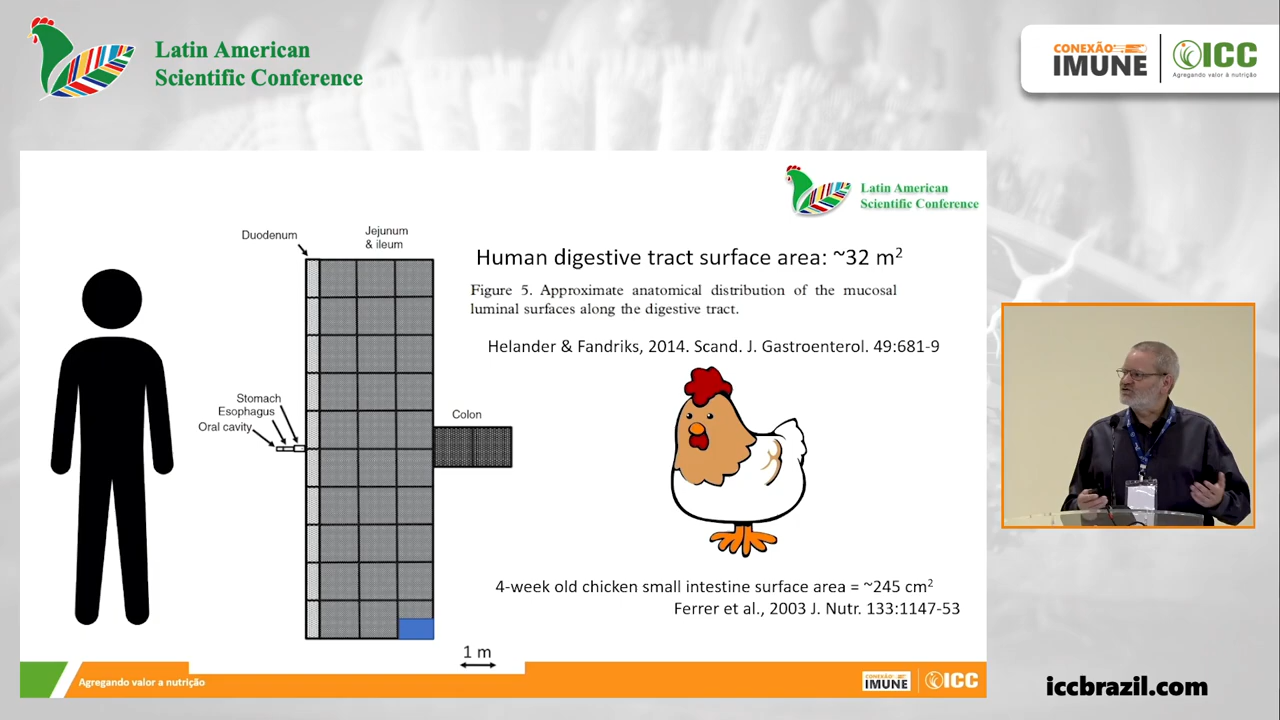 Latin American
Scientific Conference
CONEXÃO
IMUNE
ICC
Agregando valor à nutrição
Latin American
Scientific Conference
Duodenum
Jejunum
& ileum
Human digestive tract surface area: ~32 m²
Figure 5. Approximate anatomical distribution of the mucosal
luminal surfaces along the digestive tract.
Helander & Fandriks, 2014. Scand. J. Gastroenterol. 49:681-9
Stomach
Esophagus
Oral cavity
Colon
4-week old chicken small intestine surface area = ~245 cm²
Ferrer et al., 2003 J. Nutr. 133:1147-53
1 m
Agregando valor a nutrição
CONEXÃO
IMUNE
ICC
iccbrazil.com